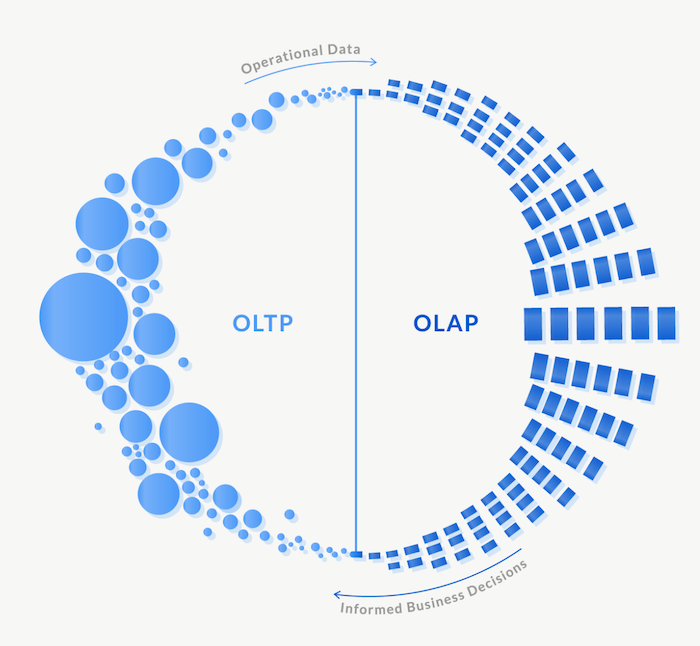 Operational Data
OLTP
OLAP
Informed Business Decisions